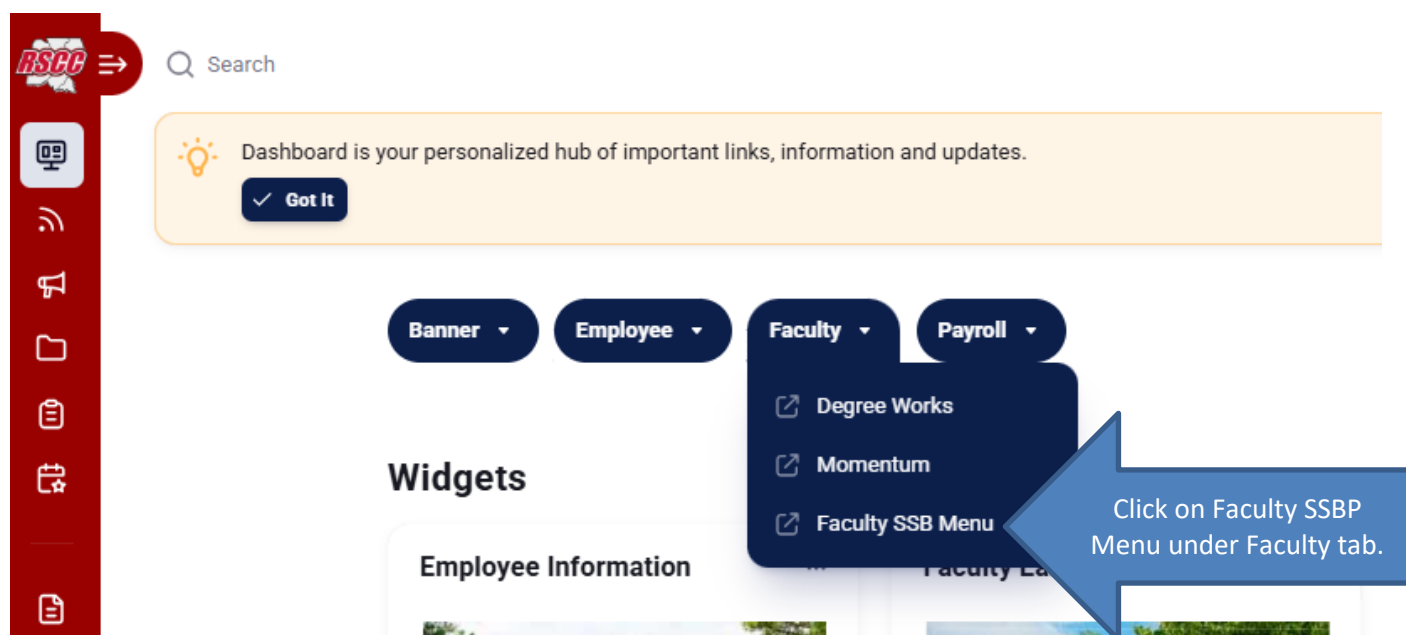 RSCC
Search
Dashboard is your personalized hub of important links, information and updates.
Got It
Banner
Employee
Faculty
Payroll
Degree Works
Momentum
Faculty SSB Menu
Click on Faculty SSBP
Menu under Faculty tab.
Widgets
Employee Information
Faculty